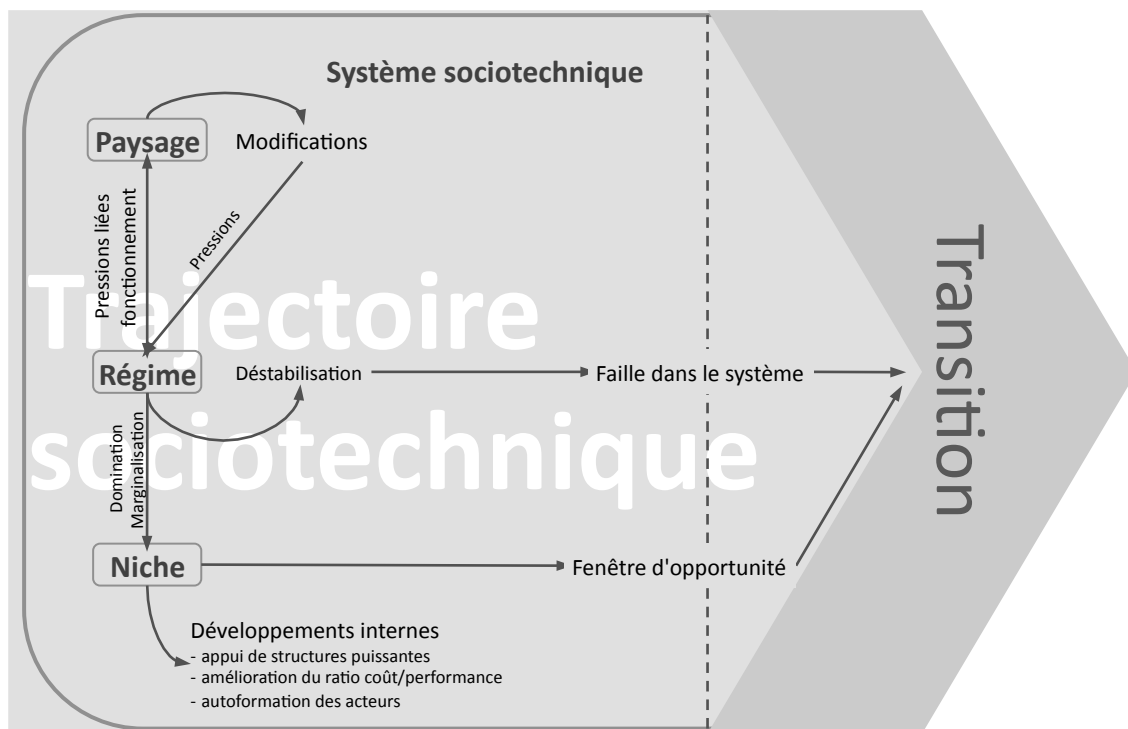 Système sociotechnique
Paysage
Modifications
Pressions liées
fonctionnement
Pressions
Trajectoire
sociotechnique
Régime
Déstabilisation
Faille dans le système
Domination
Marginalisation
Niche
Fenêtre d'opportunité
Développements internes
- appui de structures puissantes
- amélioration du ratio coût/performance
- autoformation des acteurs
Transition